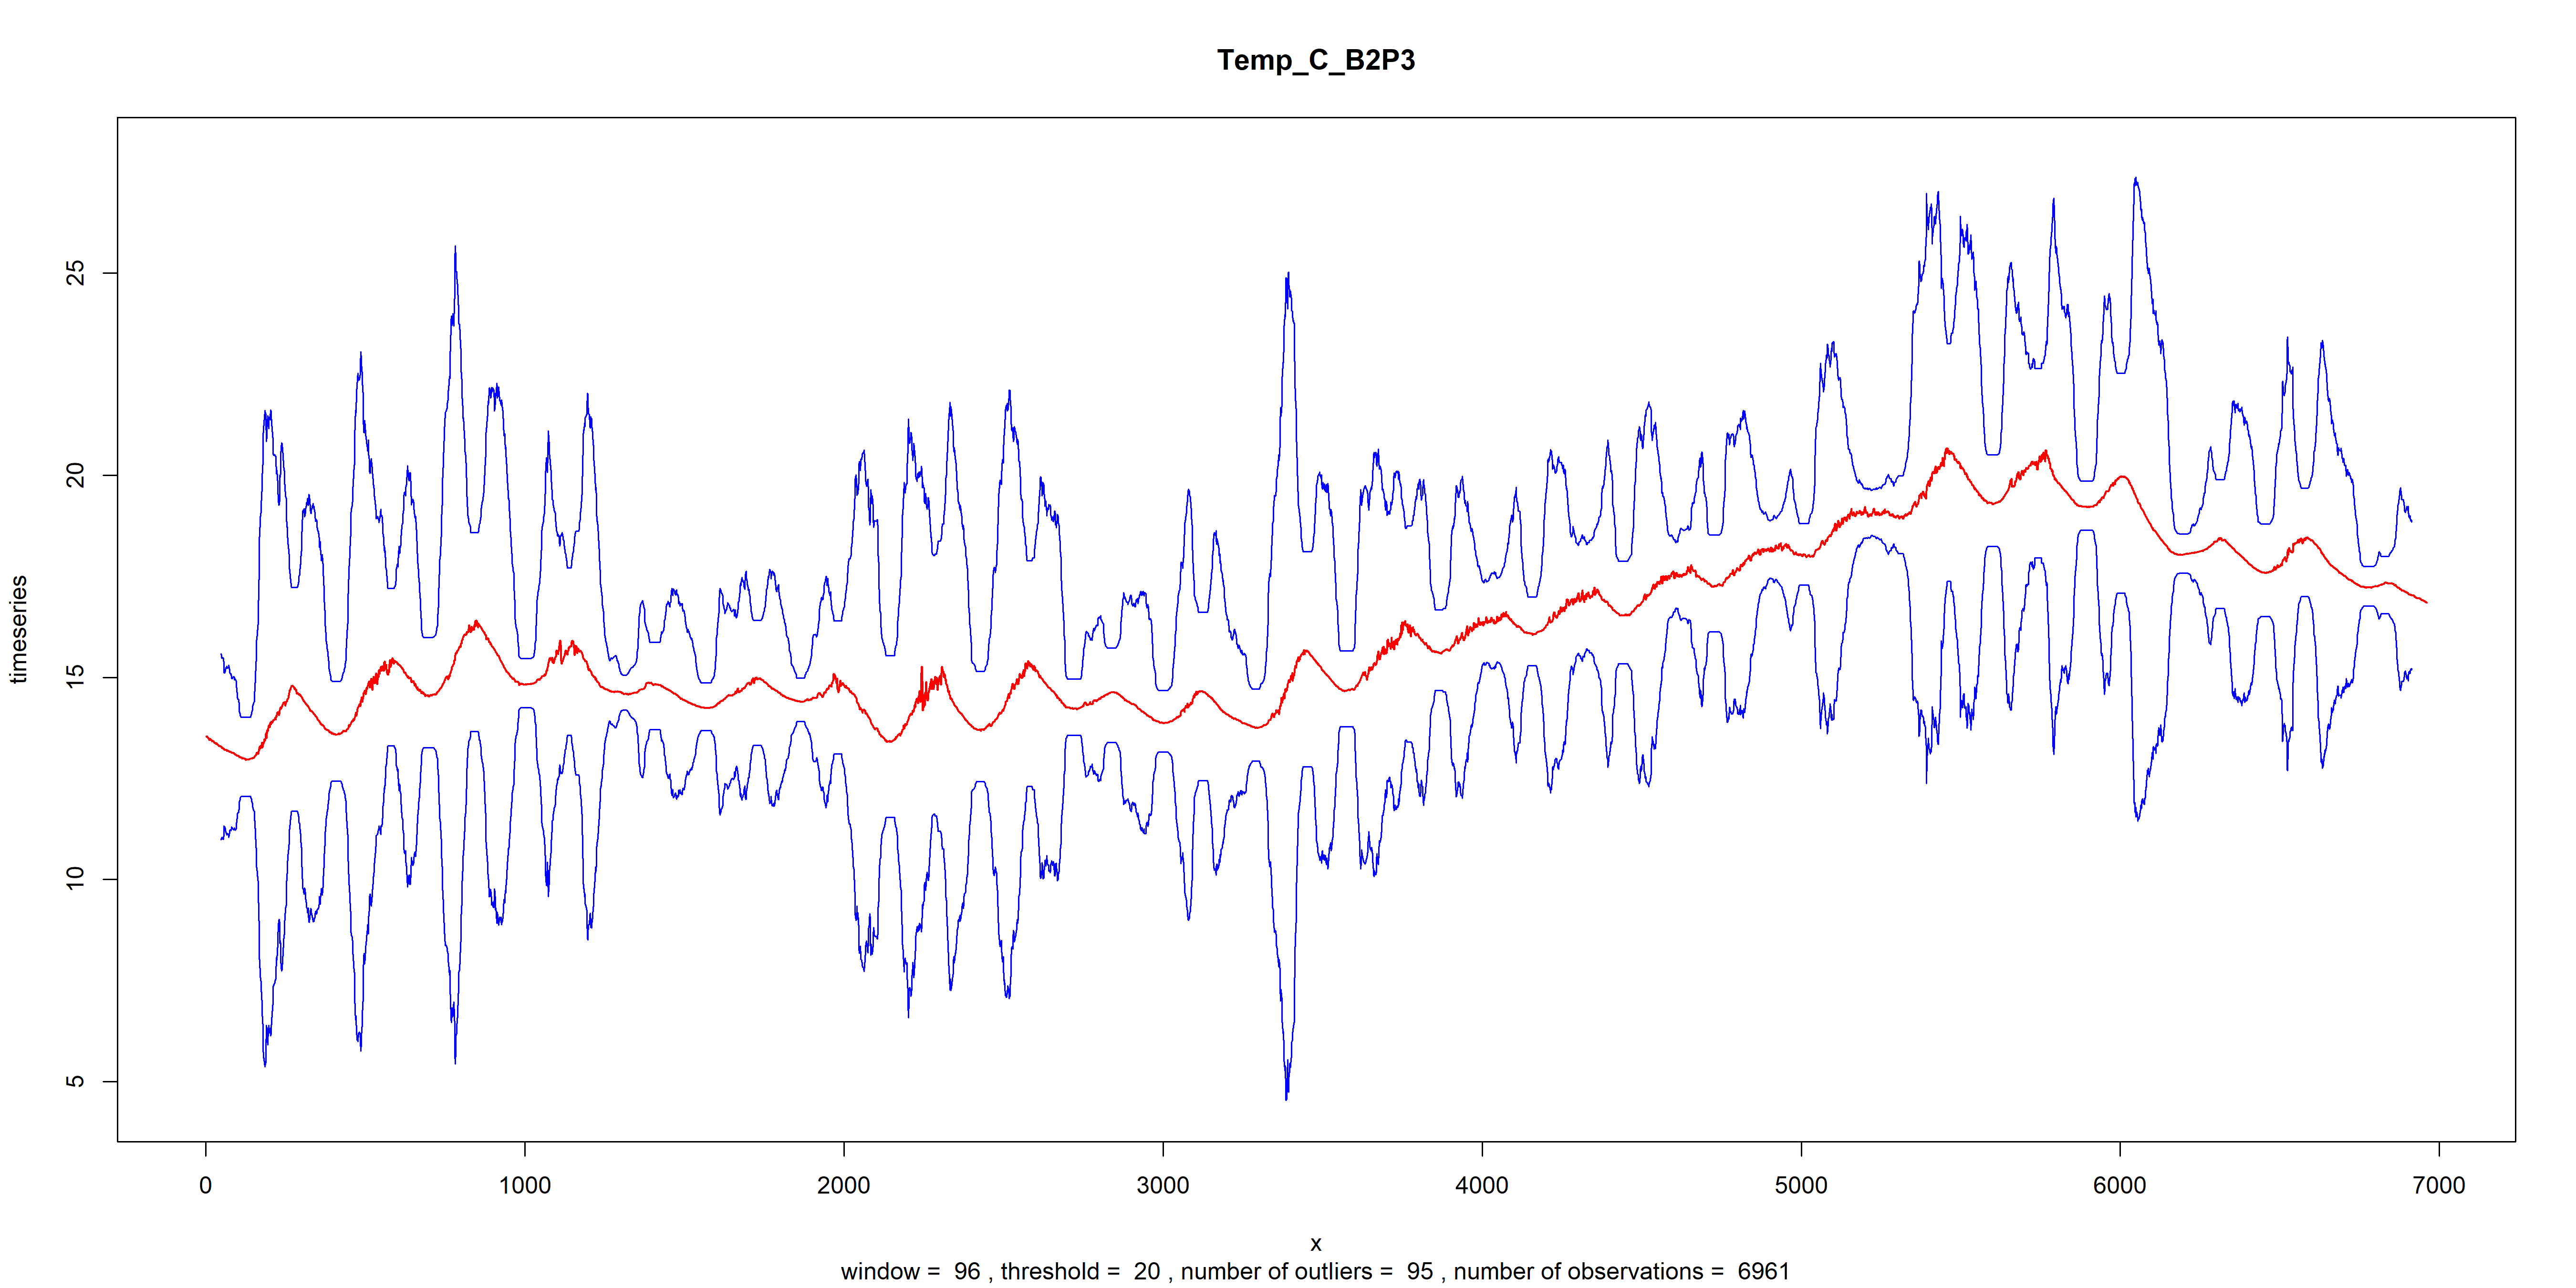 Temp_C_B2P3
timeseries
25
20
15
10
5
0 1000 2000 3000 4000 5000 6000 7000
x
window = 96 , threshold = 20 , number of outliers = 95 , number of observations = 6961